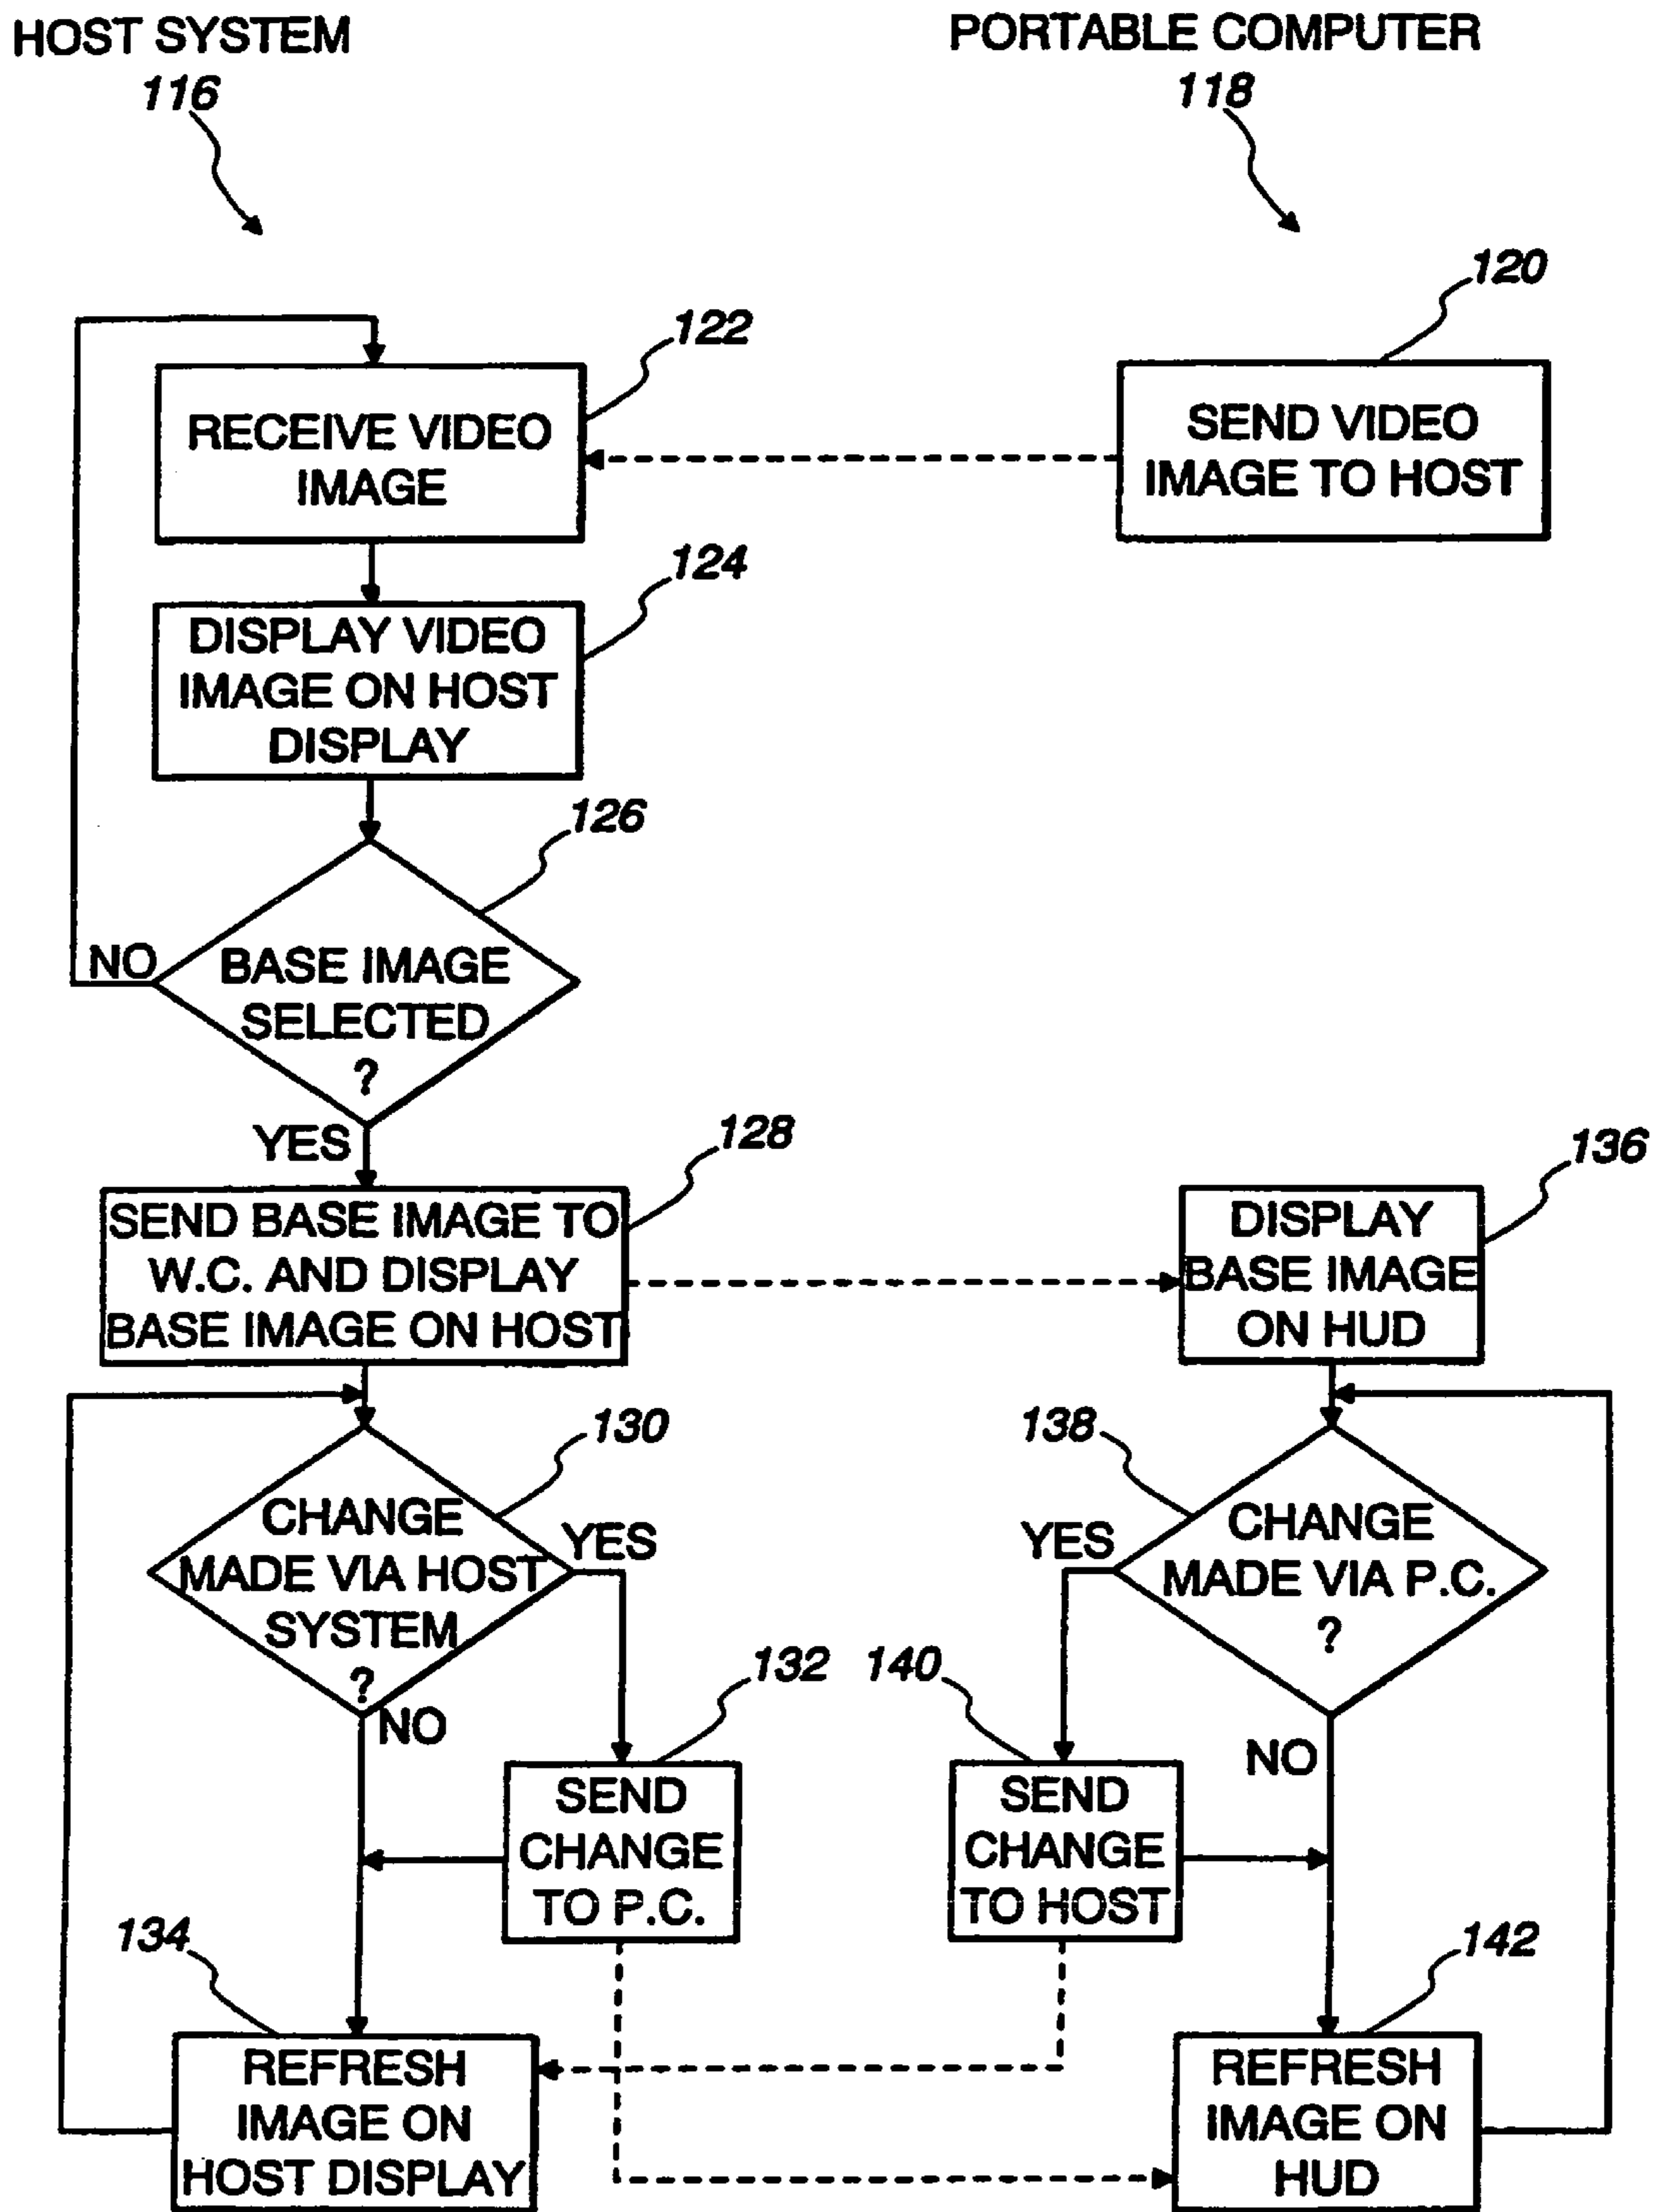 HOST SYSTEM
116
PORTABLE COMPUTER
118
120
122
RECEIVE VIDEO
IMAGE
SEND VIDEO
IMAGE TO HOST
124
DISPLAY VIDEO
IMAGE ON HOST
DISPLAY
126
NO
BASE IMAGE
SELECTED
?
YES
128
136
SEND BASE IMAGE TO
W.C. AND DISPLAY
BASE IMAGE ON HOST
DISPLAY
BASE IMAGE
ON HUD
130
138
CHANGE
MADE VIA HOST
SYSTEM
?
YES
NO
YES
CHANGE
MADE VIA P.C.
?
NO
132
140
SEND
CHANGE
TO P.C.
SEND
CHANGE
TO HOST
134
142
REFRESH
IMAGE ON
HOST DISPLAY
REFRESH
IMAGE ON
HUD